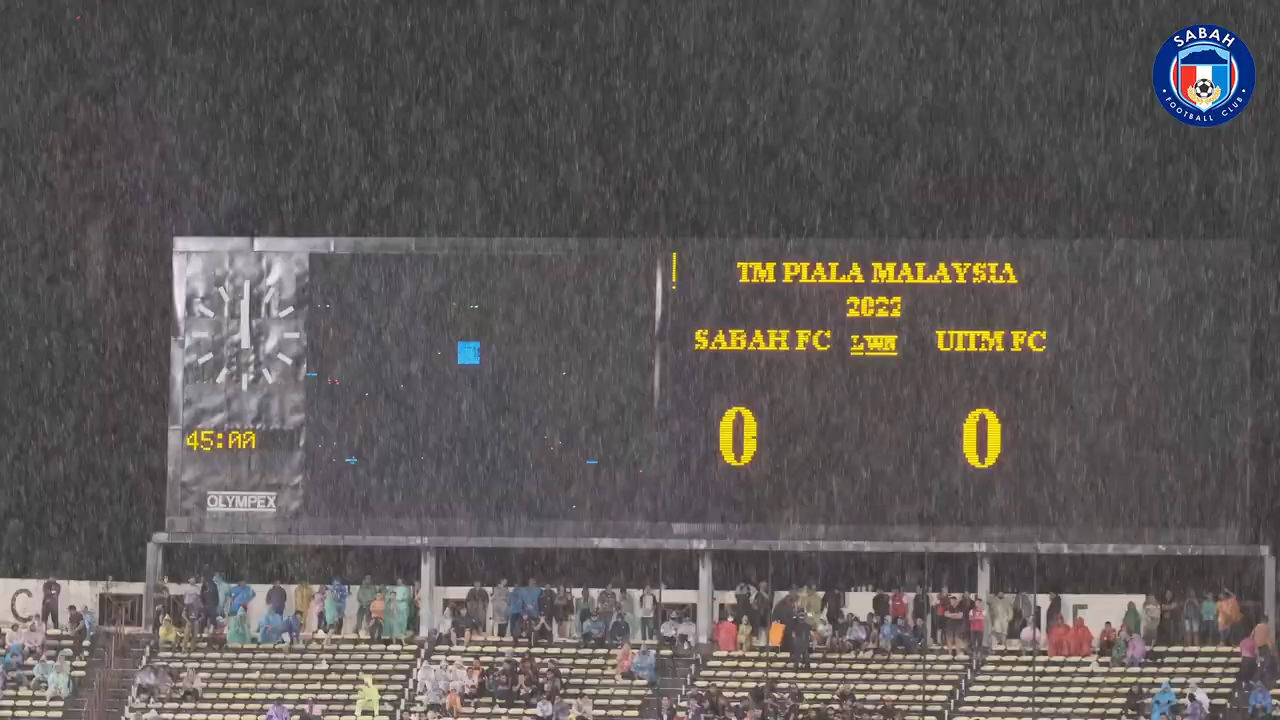 SABAH
FOOTBALL CLUB
TM PIALA MALAYSIA
2022
SABAH FC LWN UITM FC
0 0
45:00
OLYMPEX
C